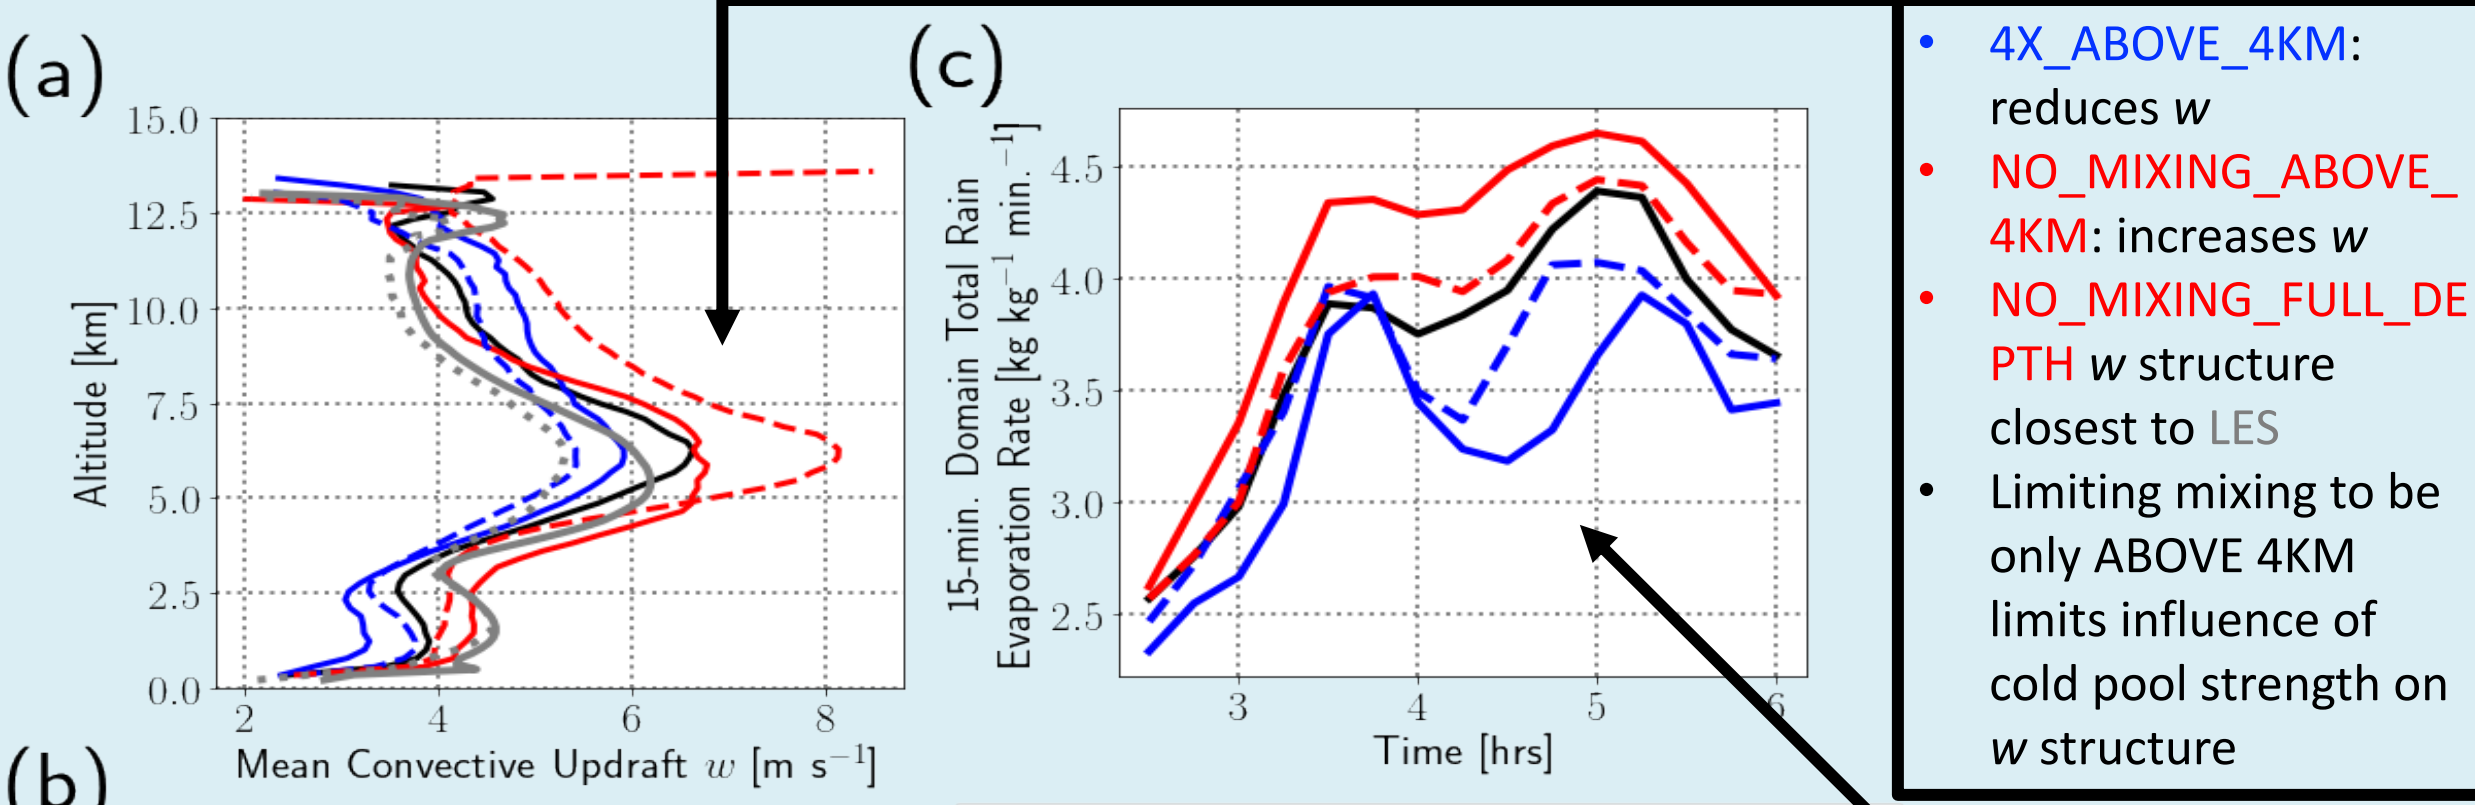 (a)
15.0
12.5
10.0
7.5
5.0
2.5
0.0
Altitude [km]
2 4 6 8
Mean Convective Updraft w [m s⁻¹]
(b)
(c)
15-min. Domain Total Rain
Evaporation Rate [kg kg⁻¹ min.⁻¹]
4.5
4.0
3.5
3.0
2.5
3 4 5 6
Time [hrs]
• 4X_ABOVE_4KM:
reduces w
• NO_MIXING_ABOVE_
4KM: increases w
• NO_MIXING_FULL_DE
PTH w structure
closest to LES
• Limiting mixing to be
only ABOVE 4KM
limits influence of
cold pool strength on
w structure